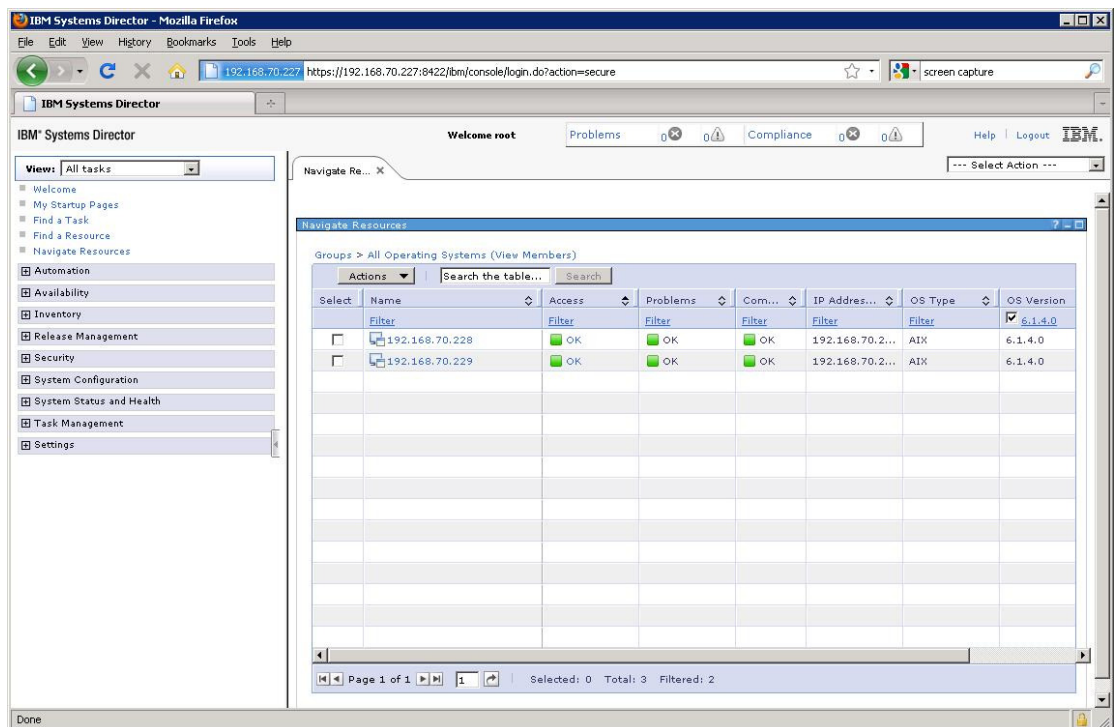 IBM Systems Director - Mozilla Firefox
File Edit View History Bookmarks Tools Help
192.168.70.227 https://192.168.70.227:8422/ibm/console/login.do?action=secure
screen capture
IBM Systems Director
IBM® Systems Director Welcome root Problems 0 0 Compliance 0 0 Help Logout IBM.
View: All tasks
Welcome
My Startup Pages
Find a Task
Find a Resource
Navigate Resources
Automation
Availability
Inventory
Release Management
Security
System Configuration
System Status and Health
Task Management
Settings
Navigate Re... X
--- Select Action ---
Navigate Resources
Groups > All Operating Systems (View Members)
Actions Search the table... Search
Select Name Access Problems Com... IP Addres... OS Type OS Version
Filter Filter Filter Filter Filter Filter 6.1.4.0
192.168.70.228 OK OK OK 192.168.70.2... AIX 6.1.4.0
192.168.70.229 OK OK OK 192.168.70.2... AIX 6.1.4.0
Page 1 of 1 1 Selected: 0 Total: 3 Filtered: 2
Done